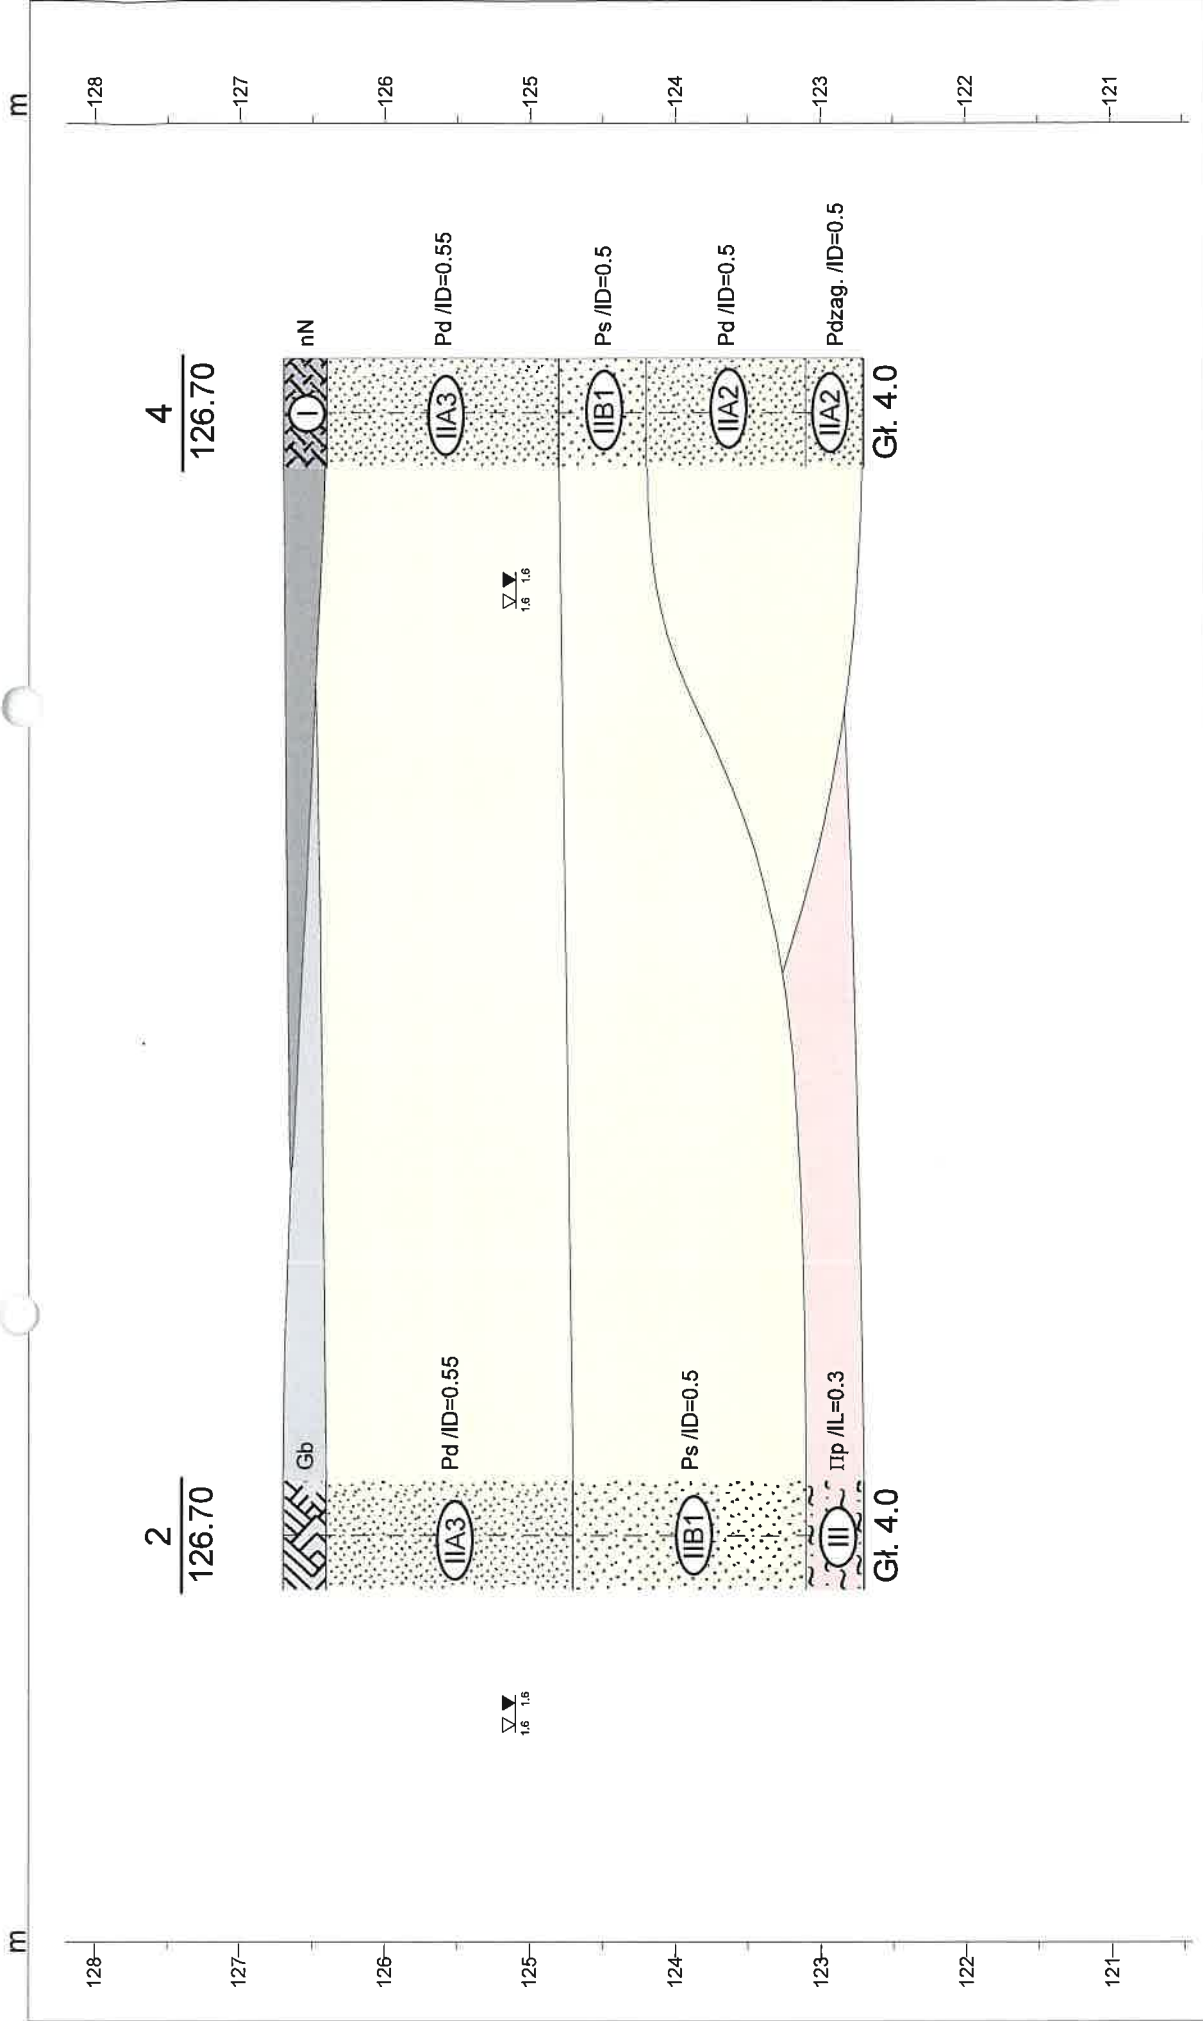 m
m
2
126.70
4
126.70
128
127
126
125
124
123
122
121
Gb
Pd /ID=0.55
IIA3
Ps /ID=0.5
IIB1
Πp /IL=0.3
III
Gł. 4.0
1.6 1.6
nN
I
Pd /ID=0.55
IIA3
Ps /ID=0.5
IIB1
Pd /ID=0.5
IIA2
Pdzag. /ID=0.5
IIA2
Gł. 4.0
1.6 1.6
128
127
126
125
124
123
122
121